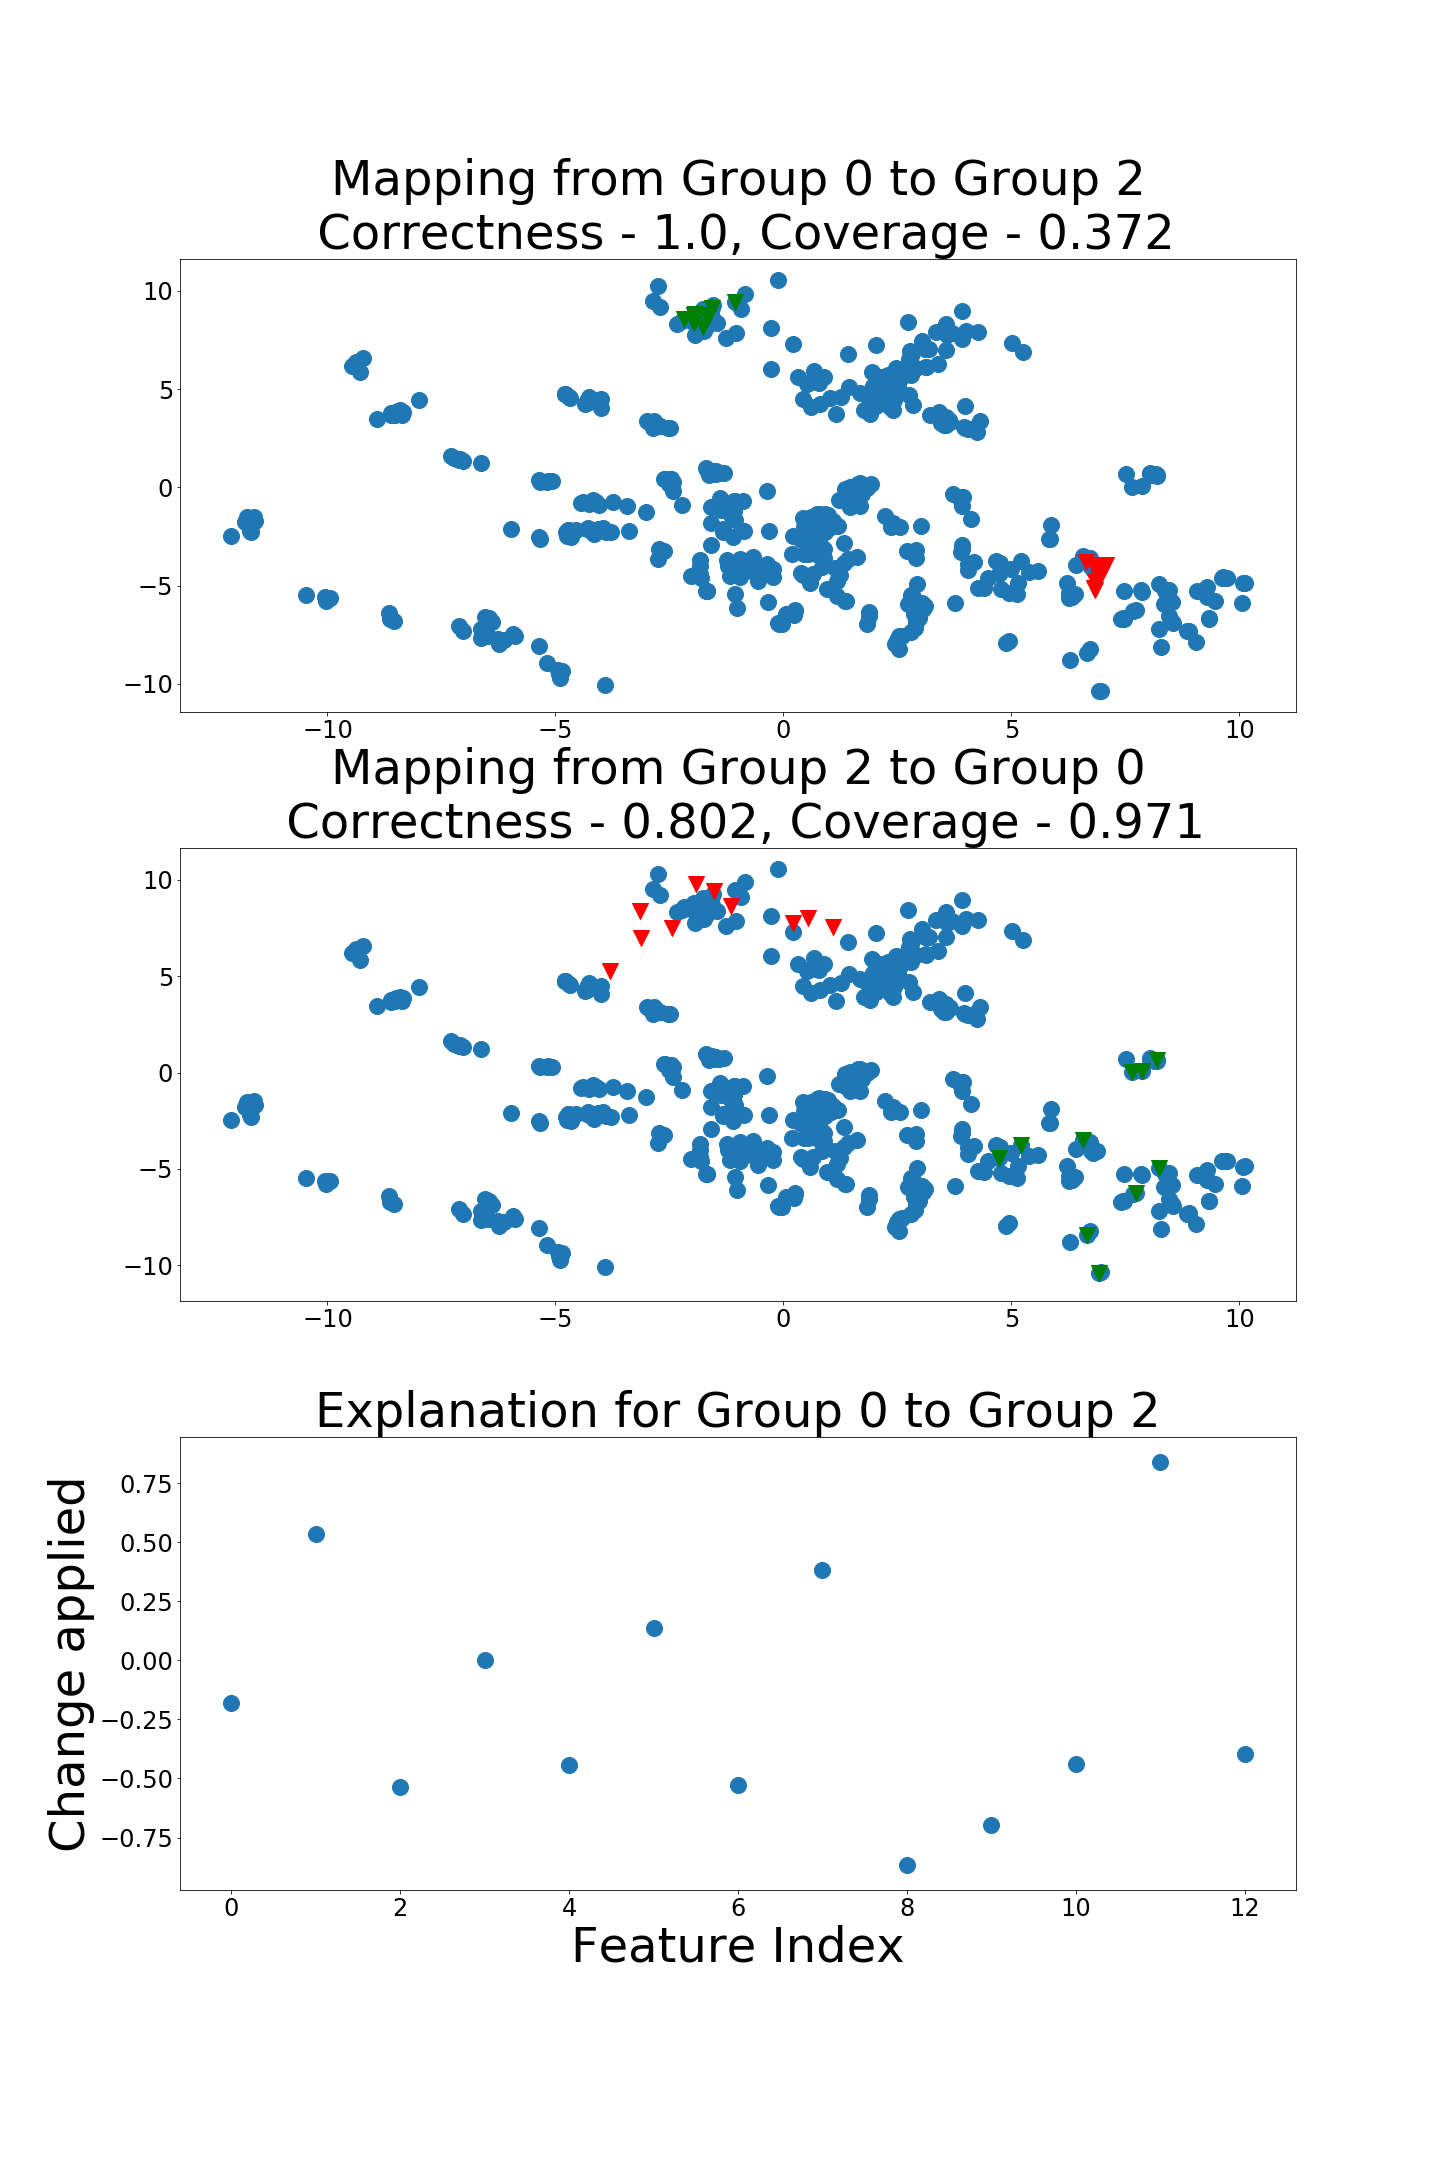 Mapping from Group 0 to Group 2
Correctness - 1.0, Coverage - 0.372
10
5
0
−5
−10
−10 −5 0 5 10
Mapping from Group 2 to Group 0
Correctness - 0.802, Coverage - 0.971
10
5
0
−5
−10
−10 −5 0 5 10
Explanation for Group 0 to Group 2
Change applied
0.75
0.50
0.25
0.00
−0.25
−0.50
−0.75
0 2 4 6 8 10 12
Feature Index